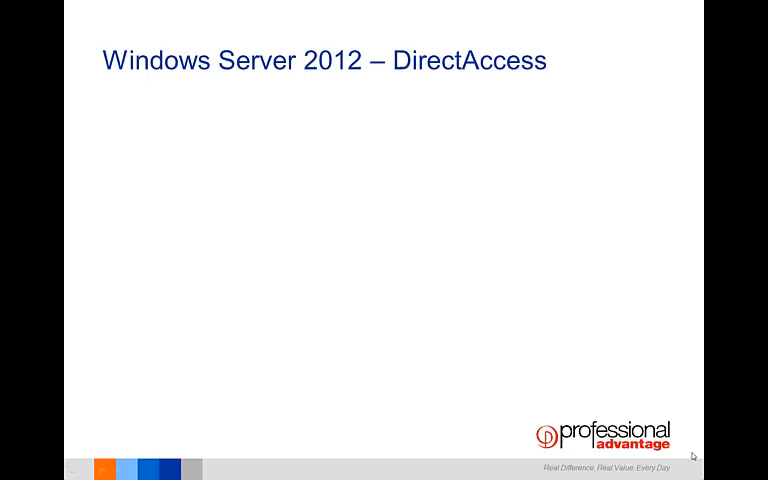 Windows Server 2012 – DirectAccess
professional
advantage
Real Difference, Real Value, Every Day